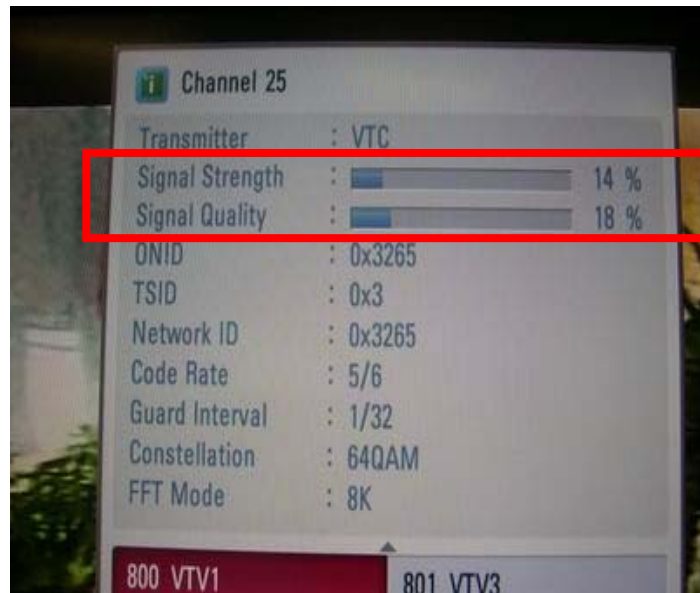 Channel 25
Transmitter : VTC
Signal Strength : 14 %
Signal Quality : 18 %
ONID : 0x3265
TSID : 0x3
Network ID : 0x3265
Code Rate : 5/6
Guard Interval : 1/32
Constellation : 64QAM
FFT Mode : 8K
800 VTV1 801 VTV3